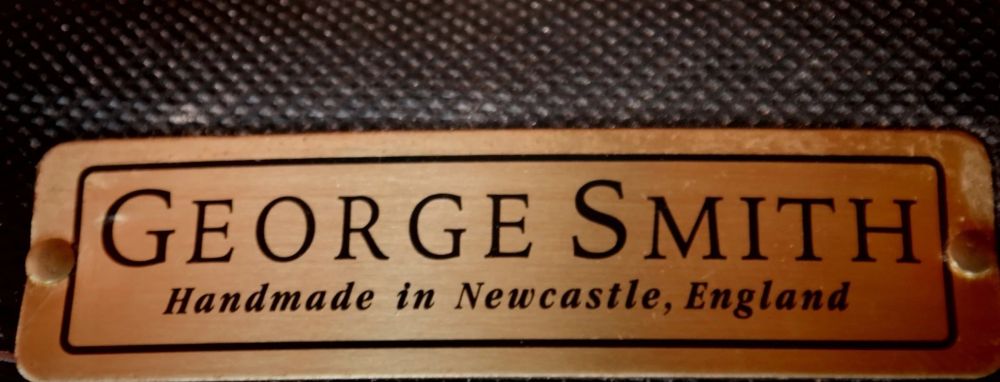 GEORGE SMITH
Handmade in Newcastle, England